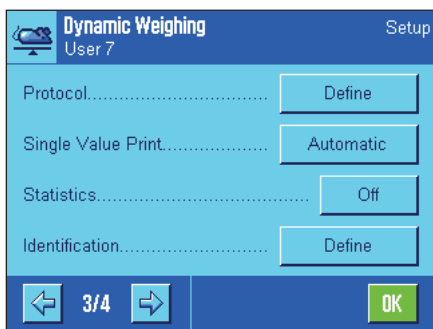 Dynamic Weighing Setup
User 7
Protocol.............................. Define
Single Value Print.................. Automatic
Statistics.................................... Off
Identification......................... Define
3/4 OK